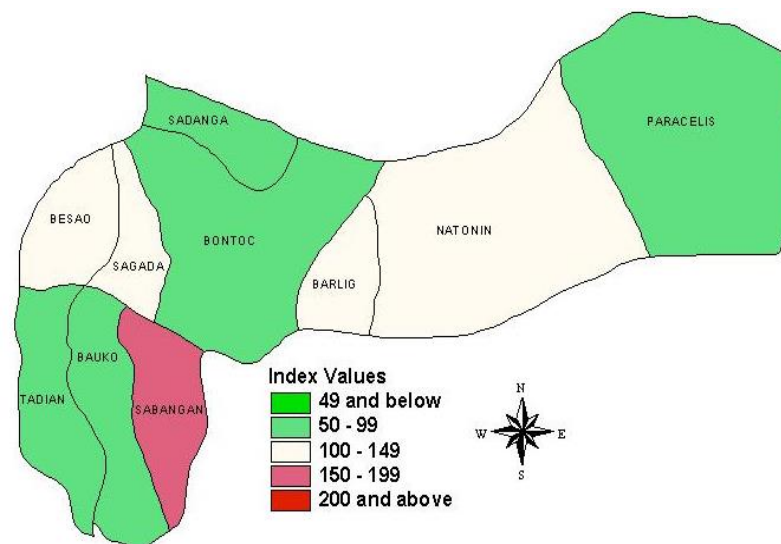 PARACELIS
SADANGA
BESAO
BONTOC
NATONIN
SAGADA
BARLIG
BAUKO
TADIAN
SABANGAN
Index Values
49 and below
50 - 99
100 - 149
150 - 199
200 and above
N
W E
S